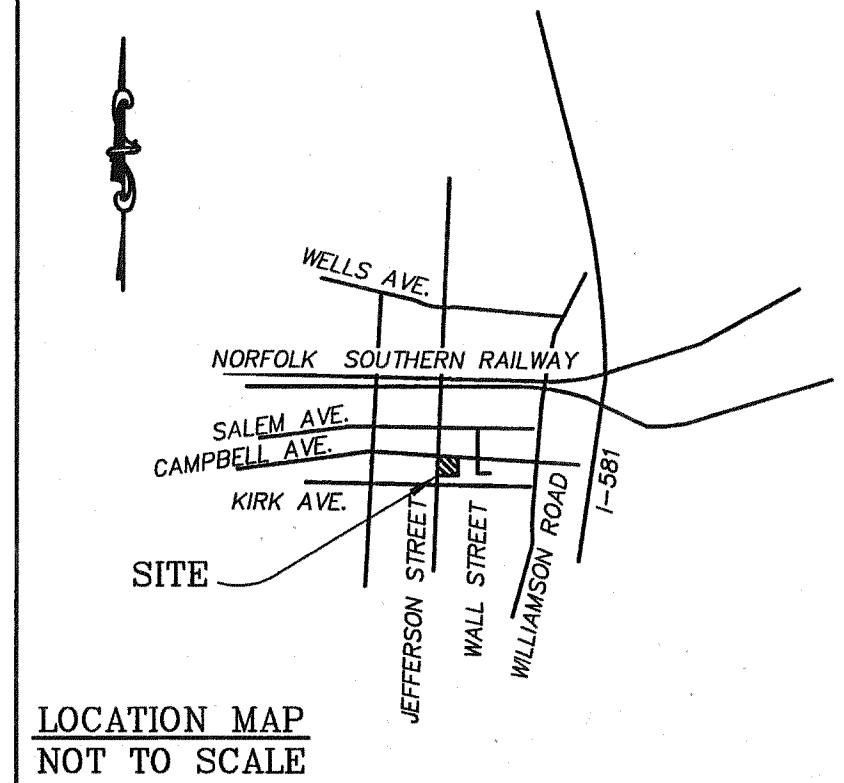 WELLS AVE.
NORFOLK SOUTHERN RAILWAY
SALEM AVE.
CAMPBELL AVE.
KIRK AVE.
I-581
SITE
JEFFERSON STREET
WALL STREET
WILLIAMSON ROAD
LOCATION MAP
NOT TO SCALE